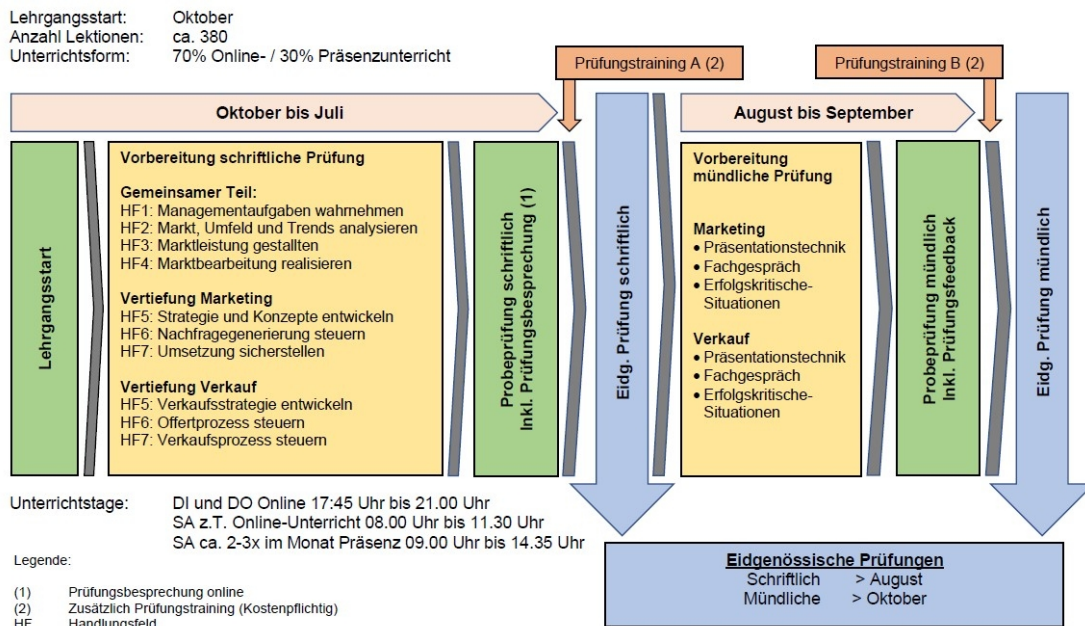 Lehrgangsstart: Oktober
Anzahl Lektionen: ca. 380
Unterrichtsform: 70% Online- / 30% Präsenzunterricht
Prüfungstraining A (2)
Prüfungstraining B (2)
Oktober bis Juli
August bis September
Lehrgangsstart
Vorbereitung schriftliche Prüfung
Gemeinsamer Teil:
HF1: Managementaufgaben wahrnehmen
HF2: Markt, Umfeld und Trends analysieren
HF3: Marktleistung gestallten
HF4: Marktbearbeitung realisieren
Vertiefung Marketing
HF5: Strategie und Konzepte entwickeln
HF6: Nachfragegenerierung steuern
HF7: Umsetzung sicherstellen
Vertiefung Verkauf
HF5: Verkaufsstrategie entwickeln
HF6: Offertprozess steuern
HF7: Verkaufsprozess steuern
Probeprüfung schriftlich
Inkl. Prüfungsbesprechung (1)
Eidg. Prüfung schriftlich
Vorbereitung
mündliche Prüfung
Marketing
• Präsentationstechnik
• Fachgespräch
• Erfolgskritische-
Situationen
Verkauf
• Präsentationstechnik
• Fachgespräch
• Erfolgskritische-
Situationen
Probeprüfung mündlich
Inkl. Prüfungsfeedback
Eidg. Prüfung mündlich
Unterrichtstage: DI und DO Online 17:45 Uhr bis 21.00 Uhr
SA z.T. Online-Unterricht 08.00 Uhr bis 11.30 Uhr
SA ca. 2-3x im Monat Präsenz 09.00 Uhr bis 14.35 Uhr
Legende:
(1) Prüfungsbesprechung online
(2) Zusätzlich Prüfungstraining (Kostenpflichtig)
HF Handlungsfeld
Eidgenössische Prüfungen
Schriftlich > August
Mündliche > Oktober